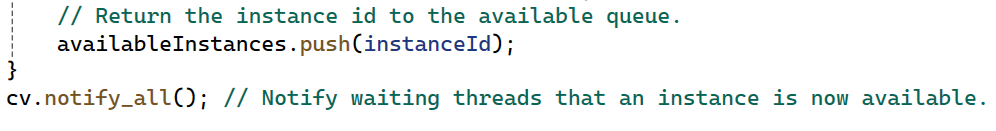 // Return the instance id to the available queue.
availableInstances.push(instanceId);
}
cv.notify_all(); // Notify waiting threads that an instance is now available.